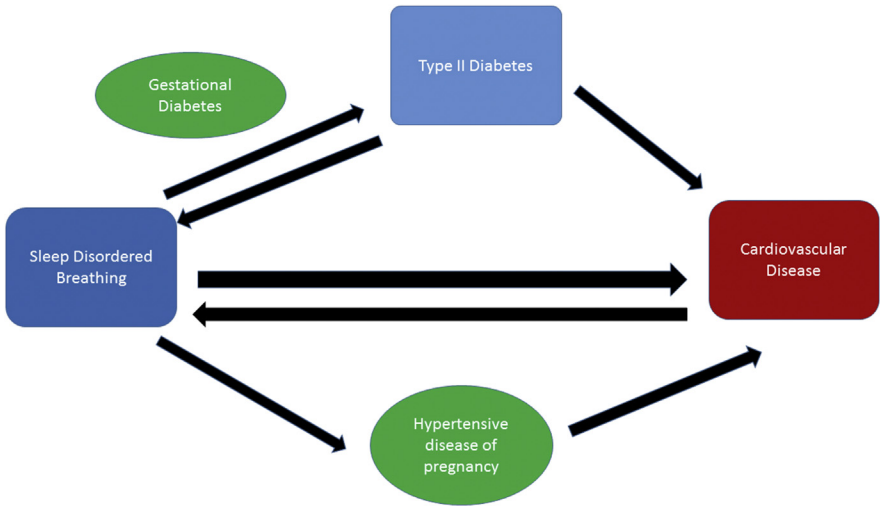 Type II Diabetes
Gestational
Diabetes
Sleep Disordered
Breathing
Cardiovascular
Disease
Hypertensive
disease of
pregnancy